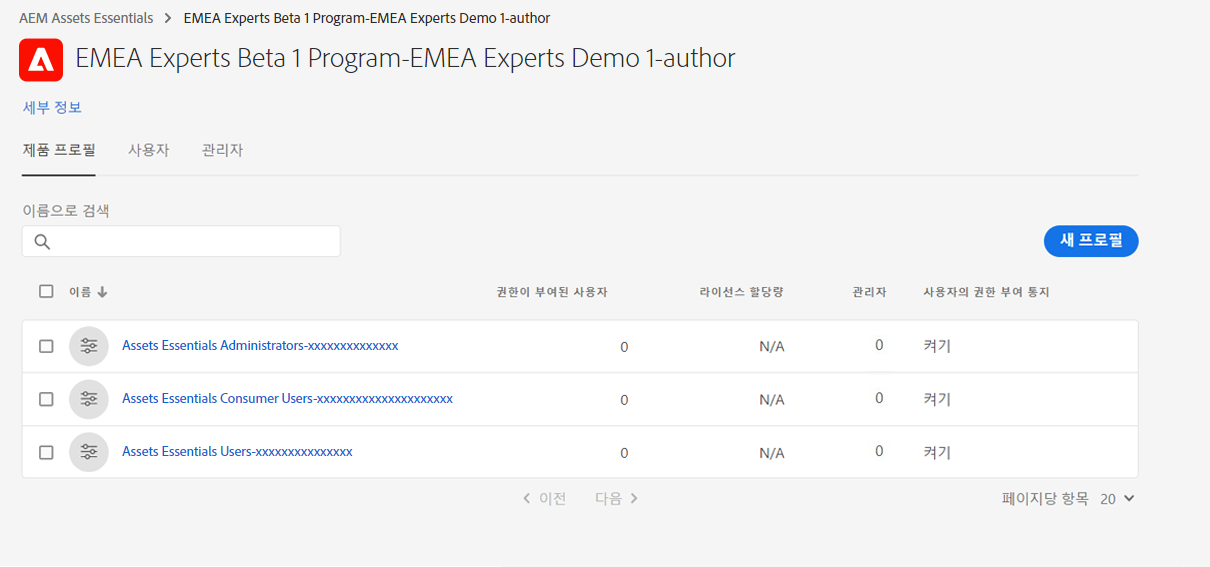 AEM Assets Essentials > EMEA Experts Beta 1 Program-EMEA Experts Demo 1-author
EMEA Experts Beta 1 Program-EMEA Experts Demo 1-author
세부 정보
제품 프로필 사용자 관리자
이름으로 검색
새 프로필
이름 권한이 부여된 사용자 라이선스 할당량 관리자 사용자의 권한 부여 통지
Assets Essentials Administrators-xxxxxxxxxxxxxx 0 N/A 0 켜기
Assets Essentials Consumer Users-xxxxxxxxxxxxxxxxxxxxx 0 N/A 0 켜기
Assets Essentials Users-xxxxxxxxxxxxxxx 0 N/A 0 켜기
이전 다음 페이지당 항목 20